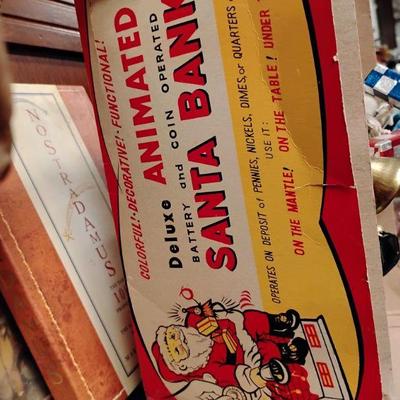 COLORFUL! · DECORATIVE! · FUNCTIONAL!
Deluxe ANIMATED
BATTERY and COIN OPERATED
SANTA BANK
OPERATES ON DEPOSIT of PENNIES, NICKELS, DIMES, or QUARTERS
USE IT:
ON THE MANTLE! ON THE TABLE! UNDER
NOSTRADAMUS